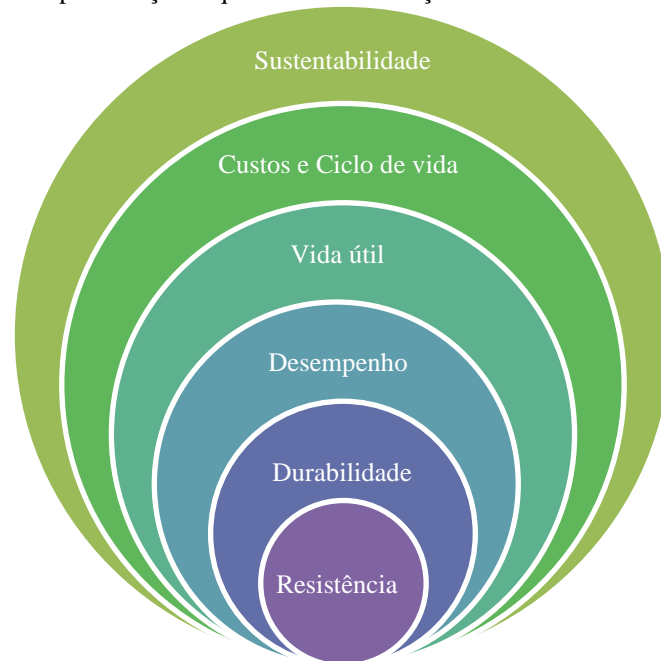 Sustentabilidade
Custos e Ciclo de vida
Vida útil
Desempenho
Durabilidade
Resistência